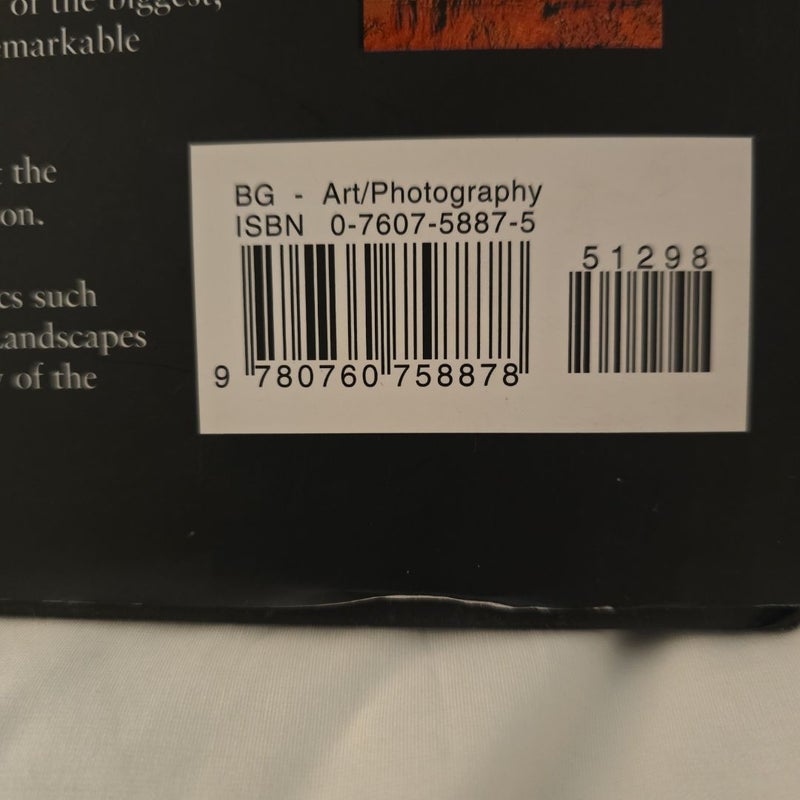 of the biggest,
emarkable
t the
on.
cs such
Landscapes
of the
BG - Art/Photography
ISBN 0-7607-5887-5
51298
9 780760 758878